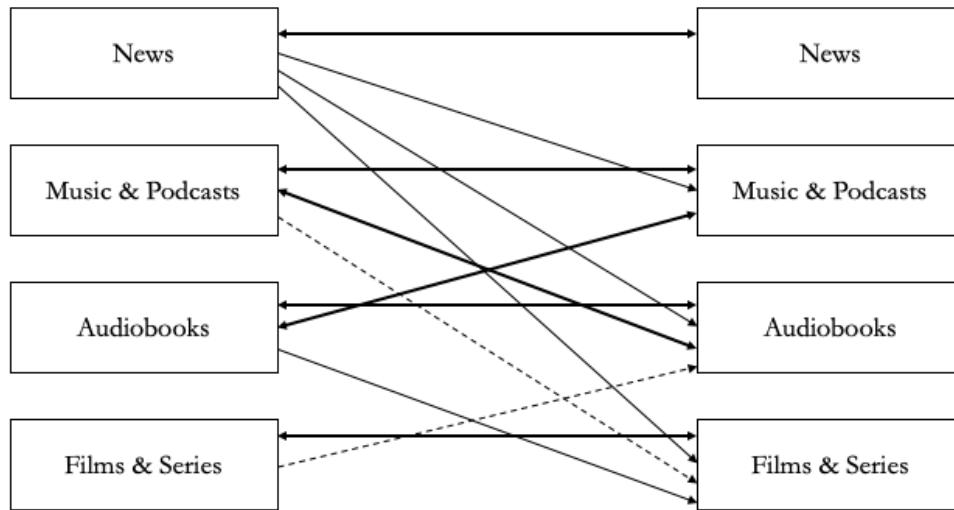 News
News
Music & Podcasts
Music & Podcasts
Audiobooks
Audiobooks
Films & Series
Films & Series